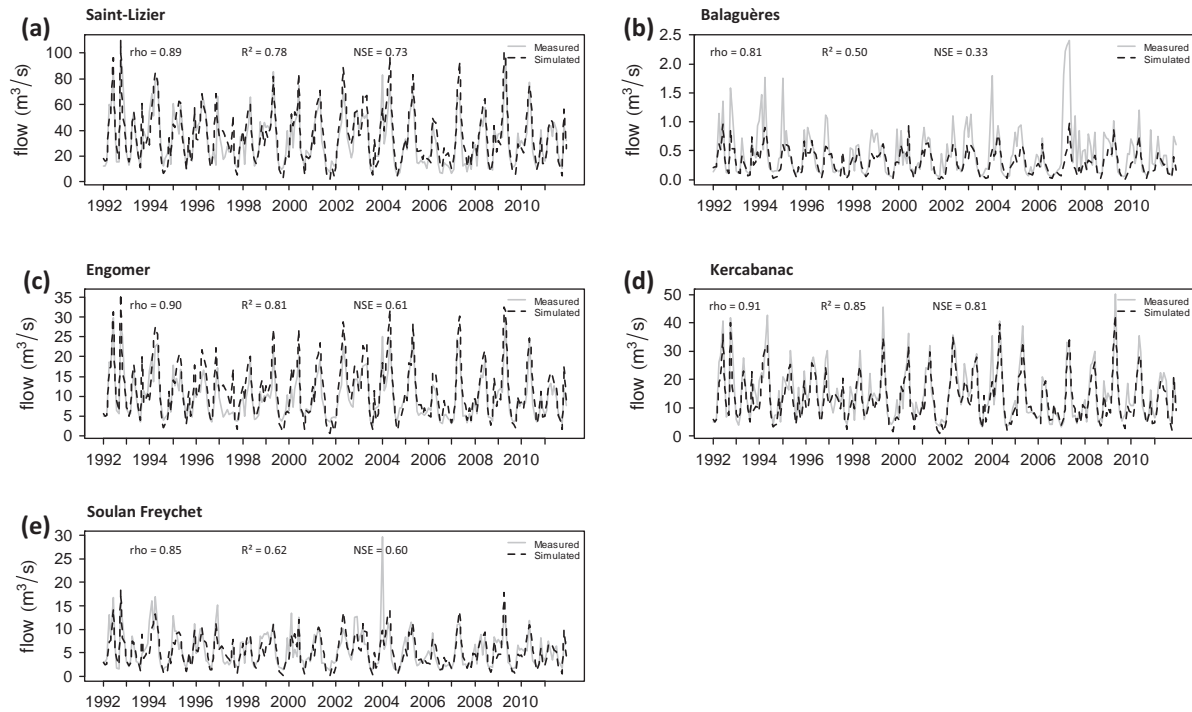 (a) Saint-Lizier
rho = 0.89 R² = 0.78 NSE = 0.73
Measured
Simulated
flow (m³/s)
100
80
60
40
20
0
1992 1994 1996 1998 2000 2002 2004 2006 2008 2010
(b) Balaguères
rho = 0.81 R² = 0.50 NSE = 0.33
Measured
Simulated
flow (m³/s)
2.5
2.0
1.5
1.0
0.5
0.0
1992 1994 1996 1998 2000 2002 2004 2006 2008 2010
(c) Engomer
rho = 0.90 R² = 0.81 NSE = 0.61
Measured
Simulated
flow (m³/s)
35
30
25
20
15
10
5
0
1992 1994 1996 1998 2000 2002 2004 2006 2008 2010
(d) Kercabanac
rho = 0.91 R² = 0.85 NSE = 0.81
Measured
Simulated
flow (m³/s)
50
40
30
20
10
0
1992 1994 1996 1998 2000 2002 2004 2006 2008 2010
(e) Soulan Freychet
rho = 0.85 R² = 0.62 NSE = 0.60
Measured
Simulated
flow (m³/s)
30
25
20
15
10
5
0
1992 1994 1996 1998 2000 2002 2004 2006 2008 2010